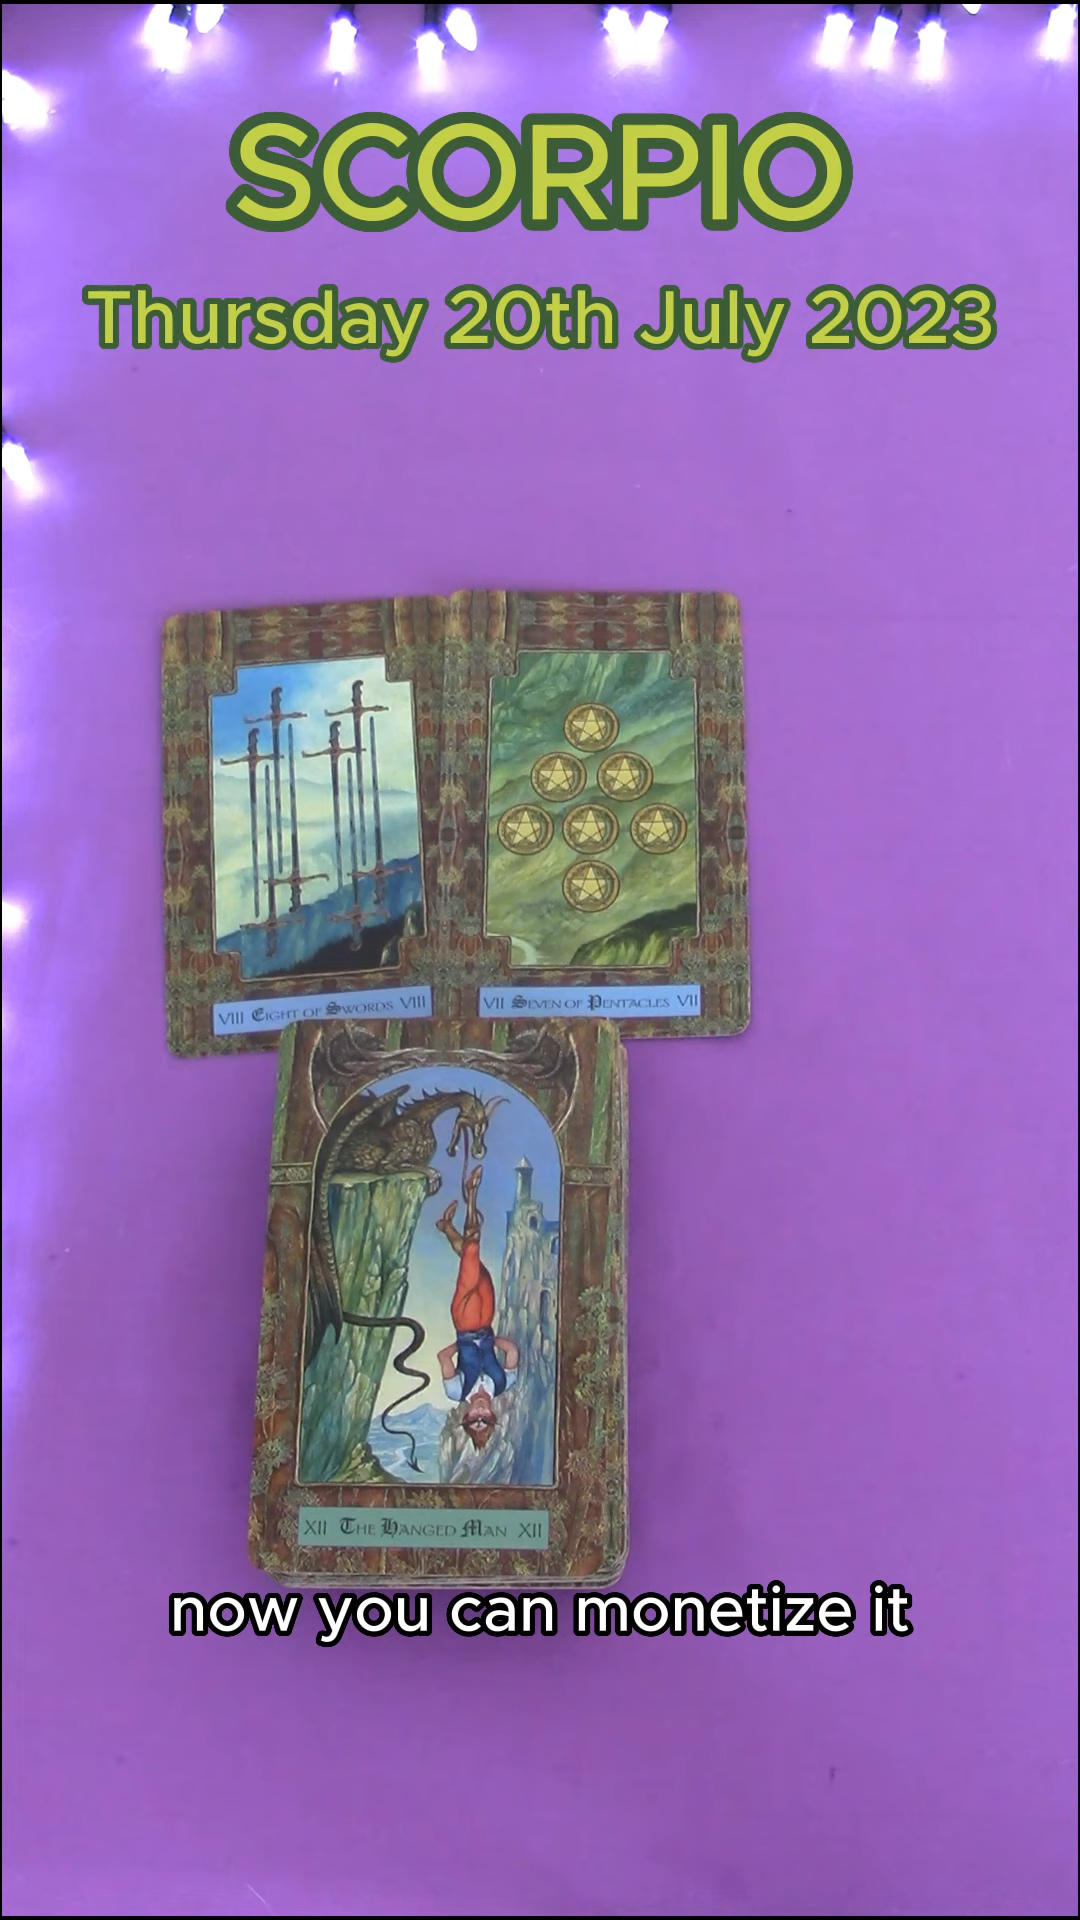 SCORPIO
Thursday 20th July 2023
VIII EIGHT OF SWORDS VIII
VII SEVEN OF PENTACLES VII
XII THE HANGED MAN XII
now you can monetize it